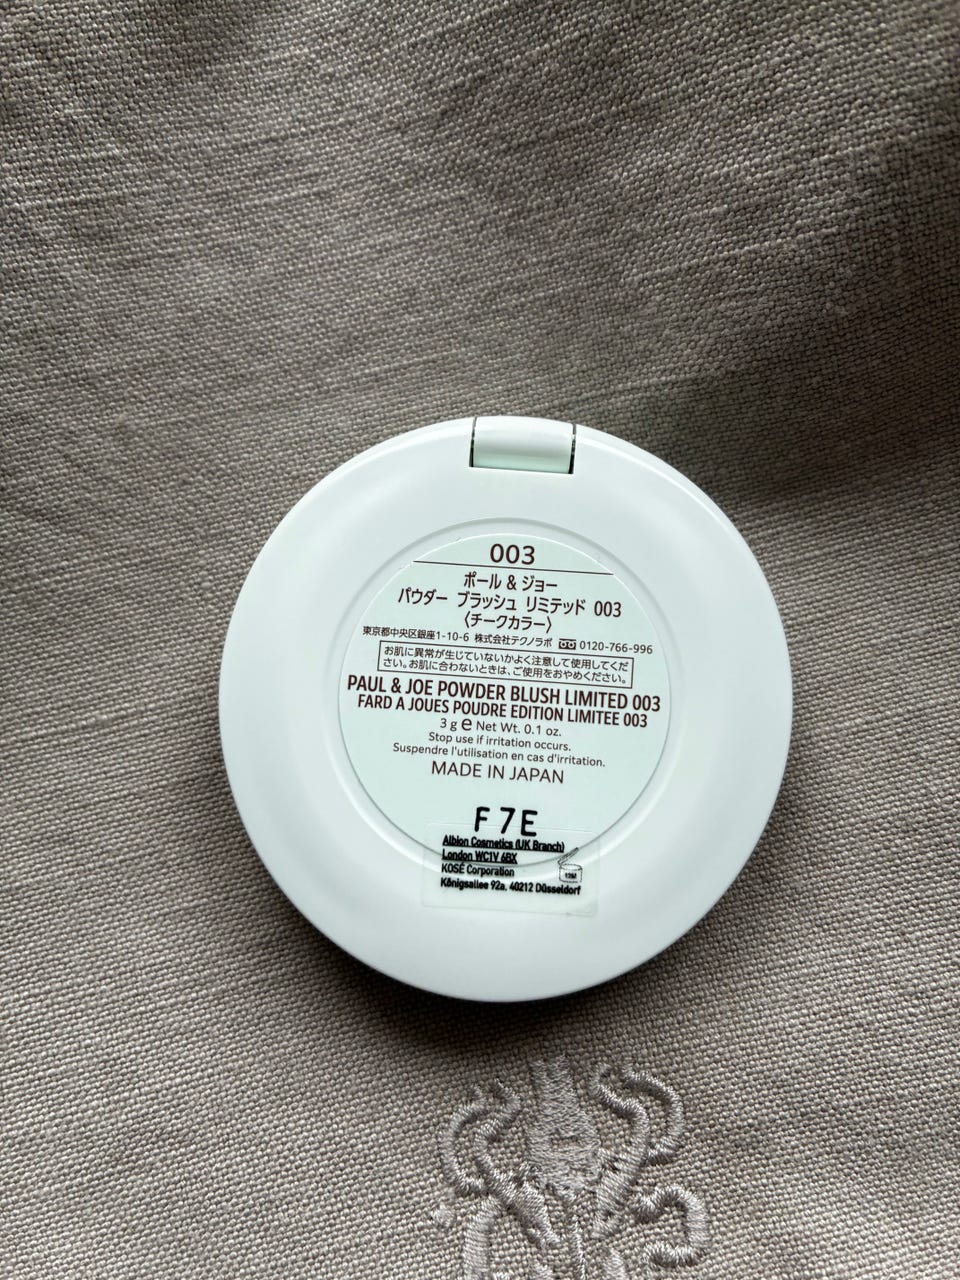 003
ポール & ジョー
パウダー ブラッシュ リミテッド 003
〈チークカラー〉
東京都中央区銀座1-10-6 株式会社テクノラボ 0120-766-996
お肌に異常が生じていないかよく注意して使用してくだ
さい。お肌に合わないときは、ご使用をおやめください。
PAUL & JOE POWDER BLUSH LIMITED 003
FARD A JOUES POUDRE EDITION LIMITEE 003
3 g ℮ Net Wt. 0.1 oz.
Stop use if irritation occurs.
Suspendre l'utilisation en cas d'irritation.
MADE IN JAPAN
F 7 E
Albion Cosmetics (UK Branch)
London WC1V 6BX
KOSÉ Corporation
12M
Königsallee 92a, 40212 Düsseldorf